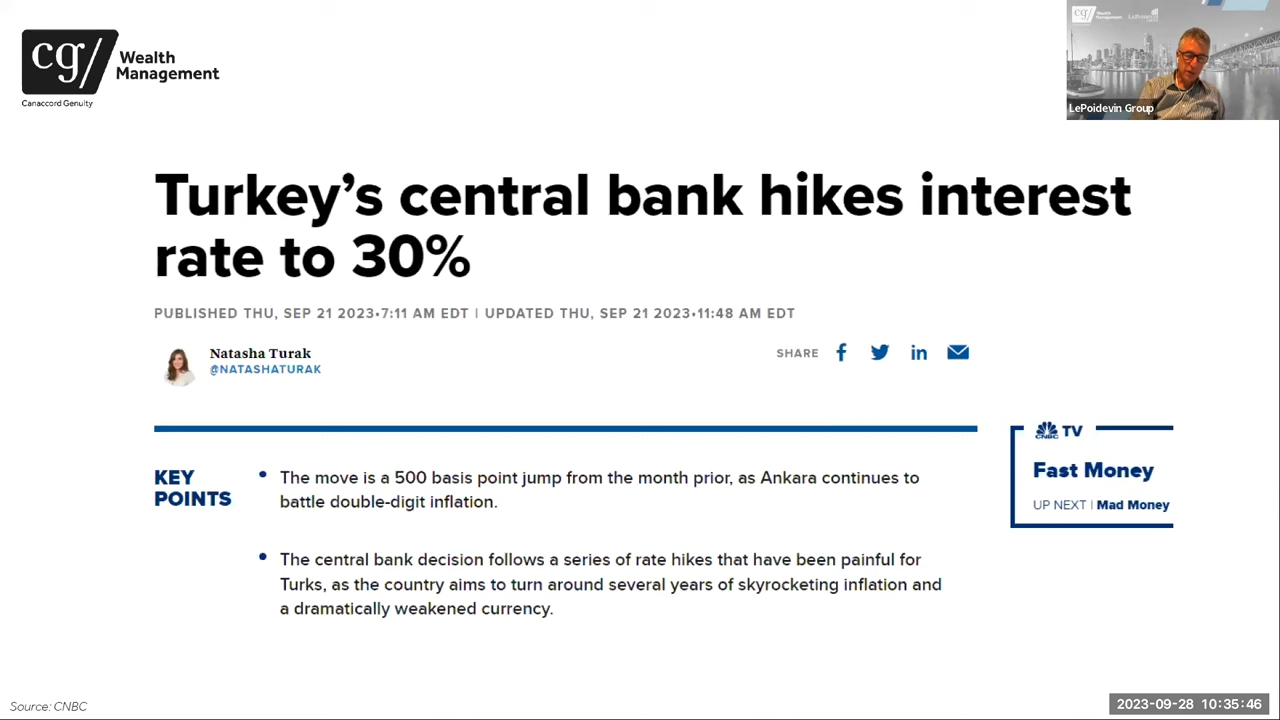 cg/ Wealth
Management
Canaccord Genuity
cg/ Wealth
Management
LePoidevin Group
Turkey's central bank hikes interest
rate to 30%
PUBLISHED THU, SEP 21 2023•7:11 AM EDT | UPDATED THU, SEP 21 2023•11:48 AM EDT
Natasha Turak
@NATASHATURAK
SHARE
KEY
POINTS
• The move is a 500 basis point jump from the month prior, as Ankara continues to
battle double-digit inflation.
• The central bank decision follows a series of rate hikes that have been painful for
Turks, as the country aims to turn around several years of skyrocketing inflation and
a dramatically weakened currency.
CNBC TV
Fast Money
UP NEXT | Mad Money
Source: CNBC
2023-09-28 10:35:46